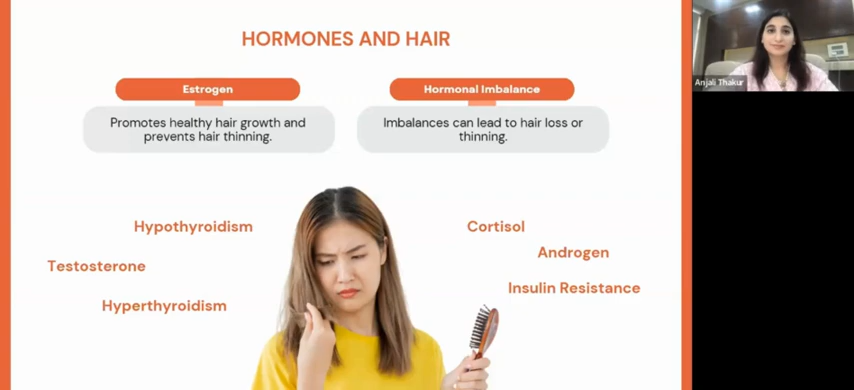 HORMONES AND HAIR
Estrogen
Promotes healthy hair growth and
prevents hair thinning.
Hormonal Imbalance
Imbalances can lead to hair loss or
thinning.
Hypothyroidism
Testosterone
Hyperthyroidism
Cortisol
Androgen
Insulin Resistance
Anjali Thakur